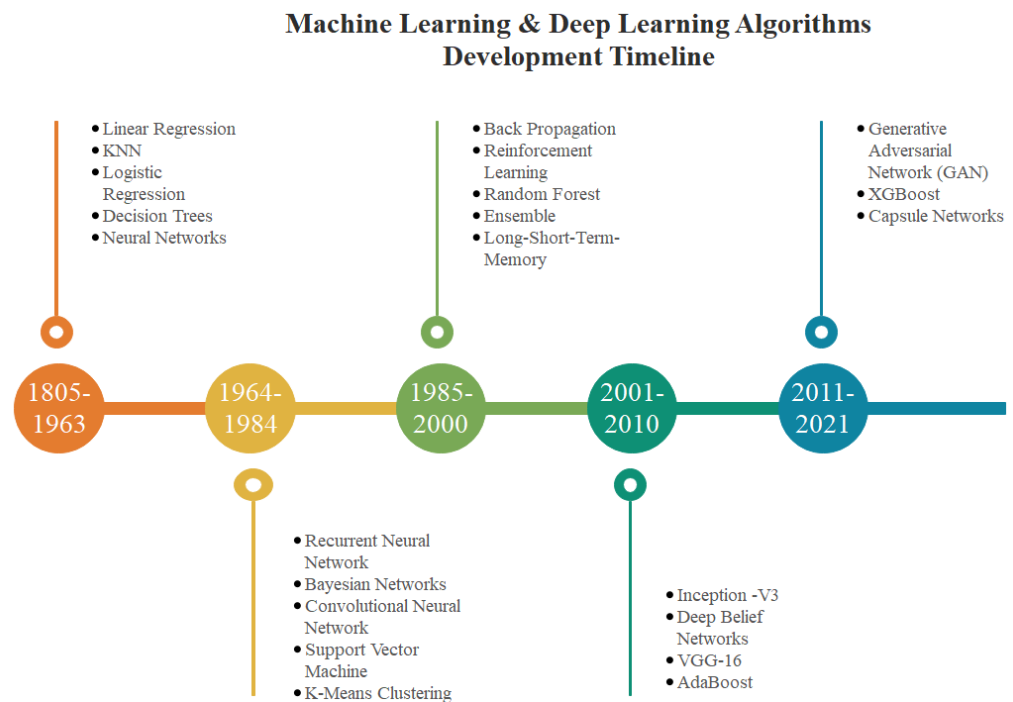 Machine Learning & Deep Learning Algorithms
Development Timeline
• Linear Regression
• KNN
• Logistic
Regression
• Decision Trees
• Neural Networks
• Back Propagation
• Reinforcement
Learning
• Random Forest
• Ensemble
• Long-Short-Term-
Memory
• Generative
Adversarial
Network (GAN)
• XGBoost
• Capsule Networks
1805-
1963
1964-
1984
1985-
2000
2001-
2010
2011-
2021
• Recurrent Neural
Network
• Bayesian Networks
• Convolutional Neural
Network
• Support Vector
Machine
• K-Means Clustering
• Inception -V3
• Deep Belief
Networks
• VGG-16
• AdaBoost